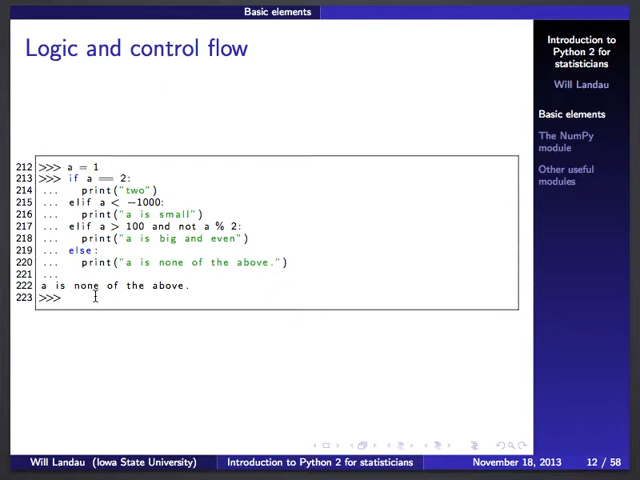 Basic elements
Logic and control flow
212 >>> a = 1
213 >>> if a == 2:
214 ... print("two")
215 ... elif a < -1000:
216 ... print("a is small")
217 ... elif a > 100 and not a % 2:
218 ... print("a is big and even")
219 ... else:
220 ... print("a is none of the above.")
221 ...
222 a is none of the above.
223 >>>
Introduction to
Python 2 for
statisticians
Will Landau
Basic elements
The NumPy
module
Other useful
modules
Will Landau (Iowa State University)
Introduction to Python 2 for statisticians
November 18, 2013
12 / 58